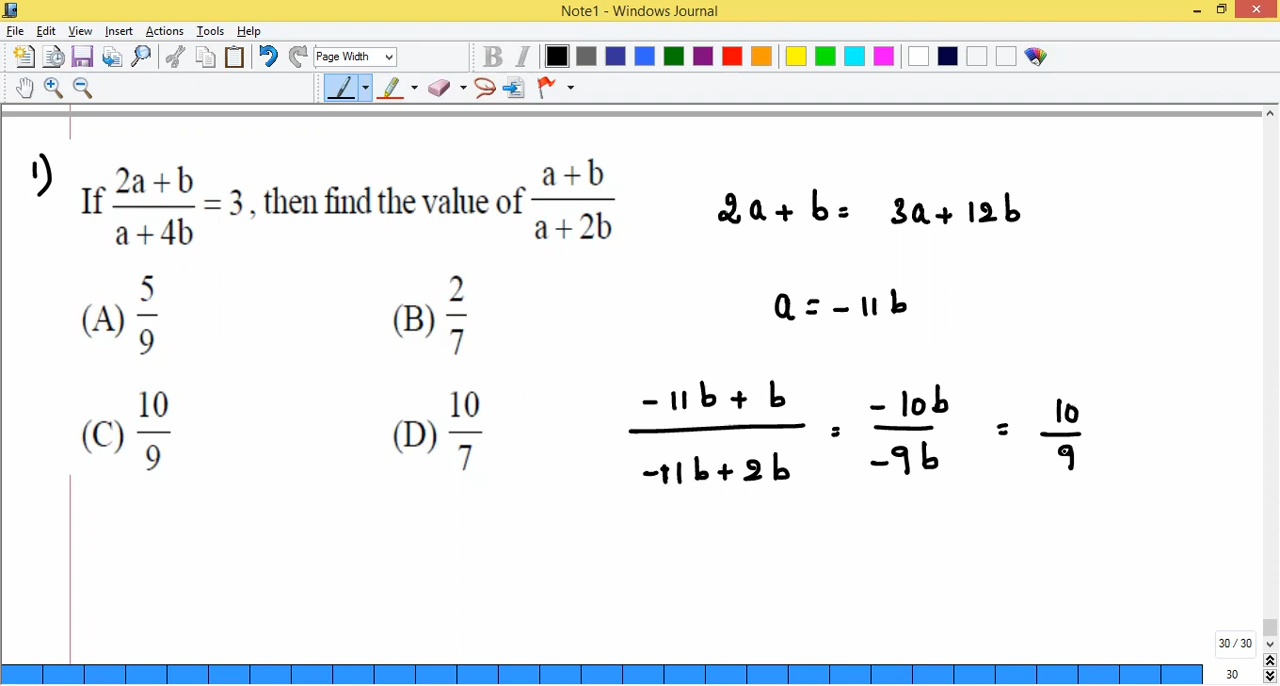 Note1 - Windows Journal
File Edit View Insert Actions Tools Help
Page Width B I
1) If (2a + b)/(a + 4b) = 3, then find the value of (a + b)/(a + 2b)
2a + b = 3a + 12b
(A) 5/9 (B) 2/7
a = -11b
(C) 10/9 (D) 10/7
(-11b + b)/(-11b + 2b) = (-10b)/(-9b) = 10/9
30 / 30
30